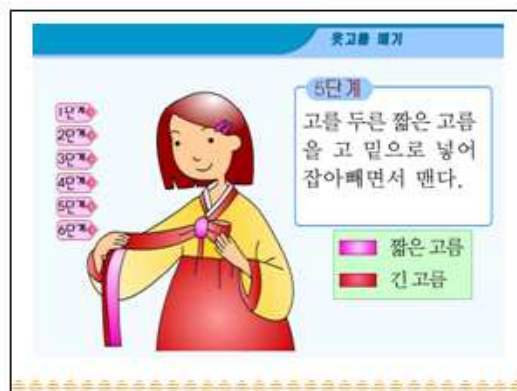 옷고름 매기
1단계
2단계
3단계
4단계
5단계
6단계
5단계
고를 두른 짧은 고름
을 고 밑으로 넣어
잡아빼면서 맨다.
짧은 고름
긴 고름